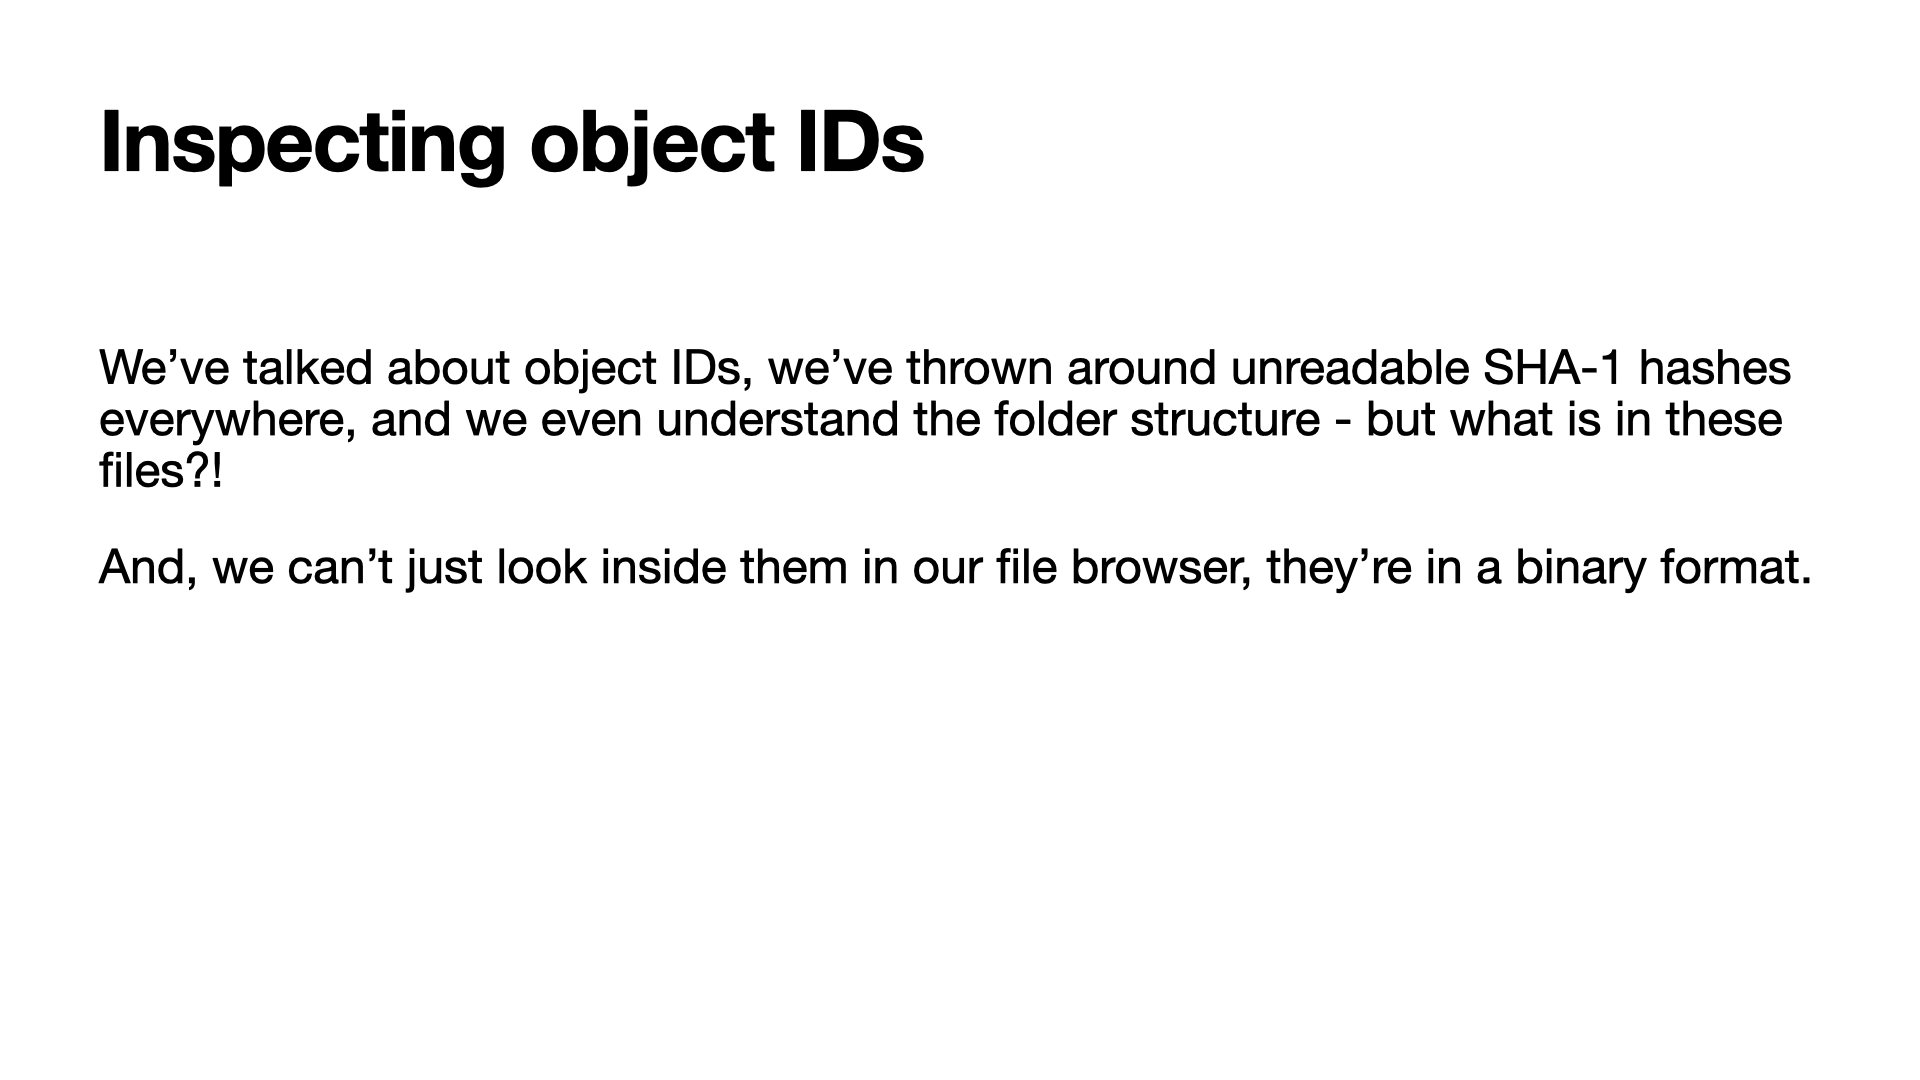 Inspecting object IDs
We’ve talked about object IDs, we’ve thrown around unreadable SHA-1 hashes
everywhere, and we even understand the folder structure - but what is in these
files?!
And, we can’t just look inside them in our file browser, they’re in a binary format.